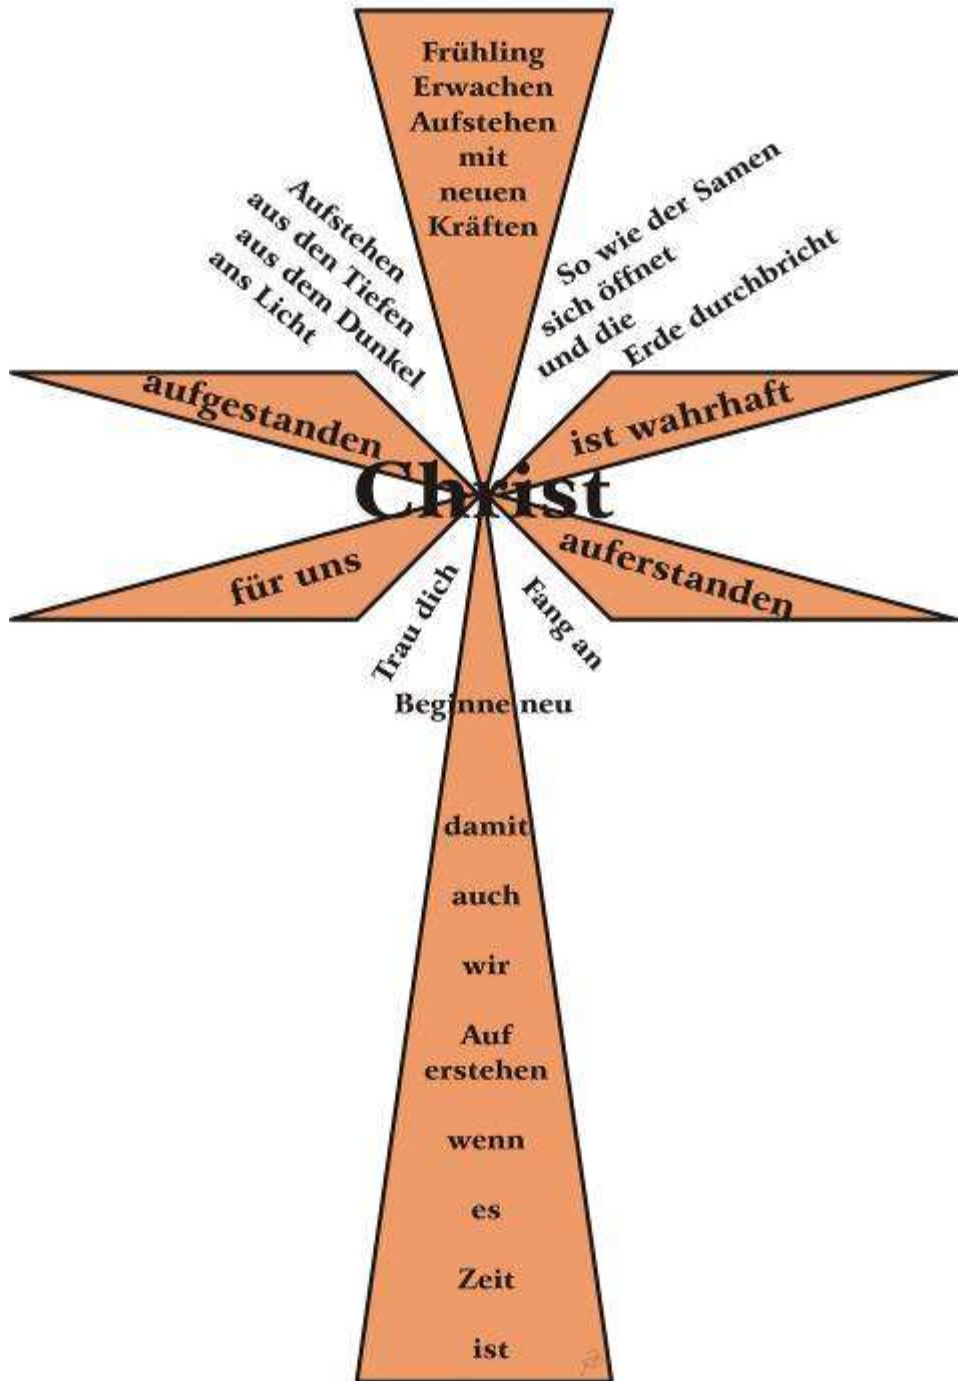 Frühling
Erwachen
Aufstehen
mit
neuen
Kräften
Aufstehen
aus den Tiefen
aus dem Dunkel
ans Licht
So wie der Samen
sich öffnet
und die
Erde durchbricht
aufgestanden
ist wahrhaft
Christ
für uns
auferstanden
Trau dich
Fang an
Beginne neu
damit
auch
wir
Auf
erstehen
wenn
es
Zeit
ist